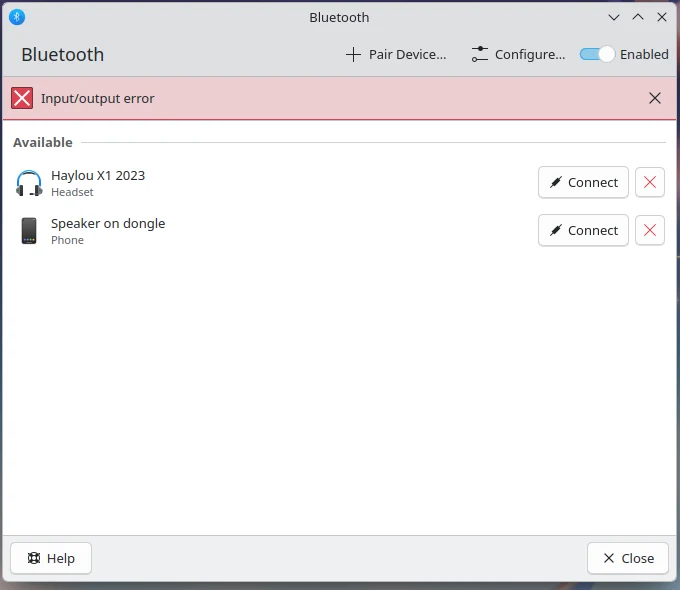 Bluetooth
Bluetooth
Pair Device...
Configure...
Enabled
Input/output error
Available
Haylou X1 2023
Headset
Connect
Speaker on dongle
Phone
Connect
Help
Close